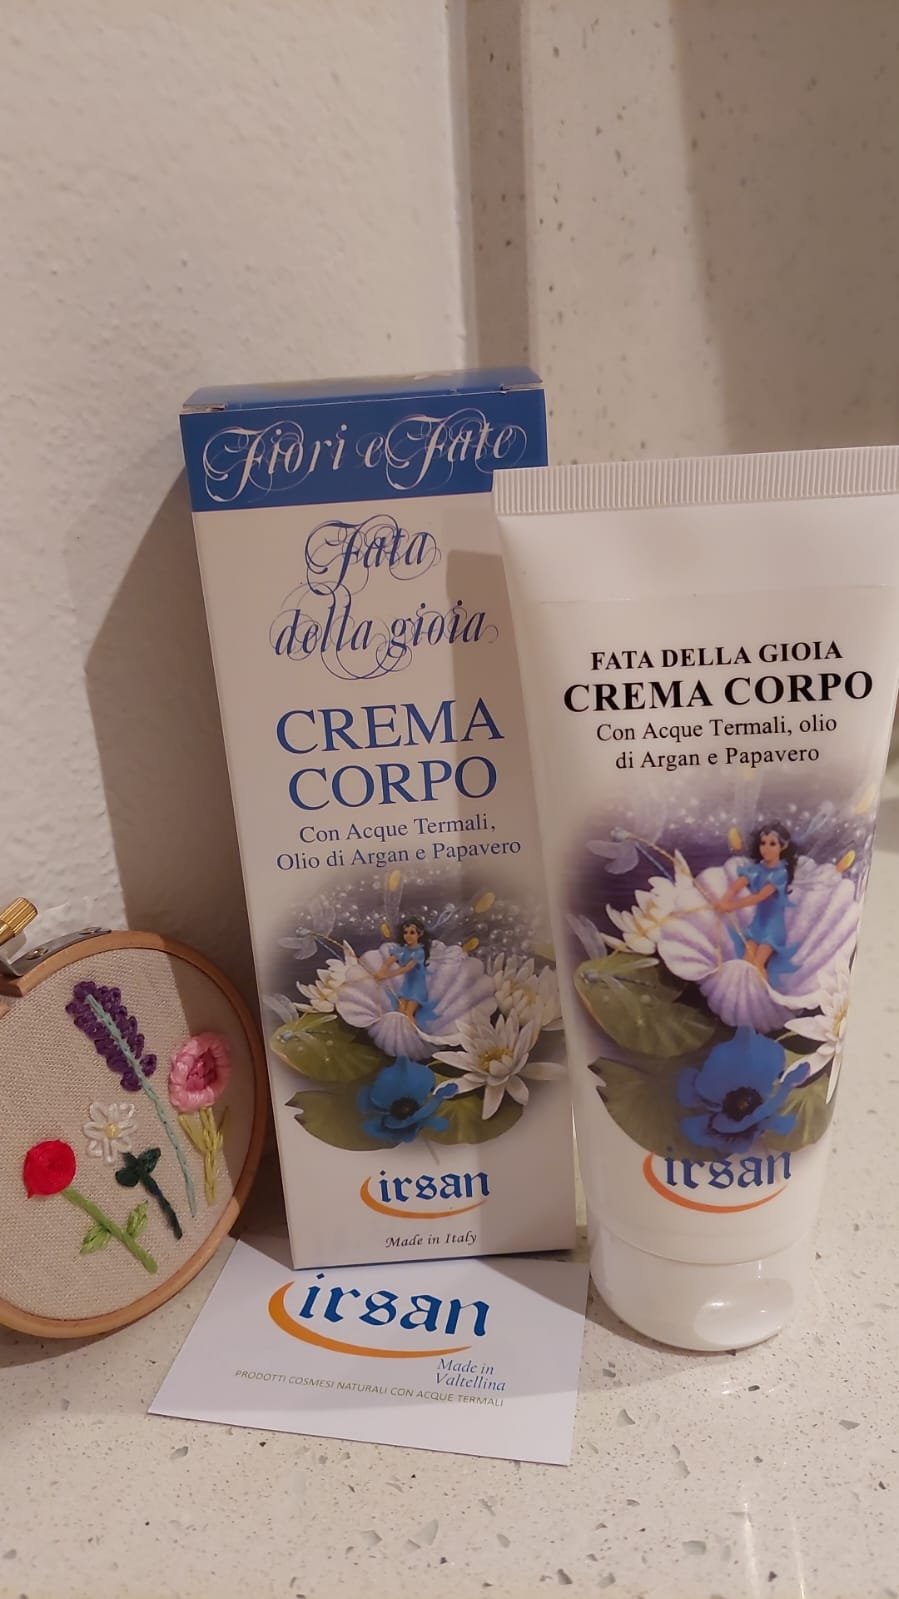 Fiori e Fate
Fata
della gioia
CREMA
CORPO
Con Acque Termali,
Olio di Argan e Papavero
irsan
Made in Italy
FATA DELLA GIOIA
CREMA CORPO
Con Acque Termali, olio
di Argan e Papavero
irsan
irsan
Made in
Valtellina
PRODOTTI COSMESI NATURALI CON ACQUE TERMALI